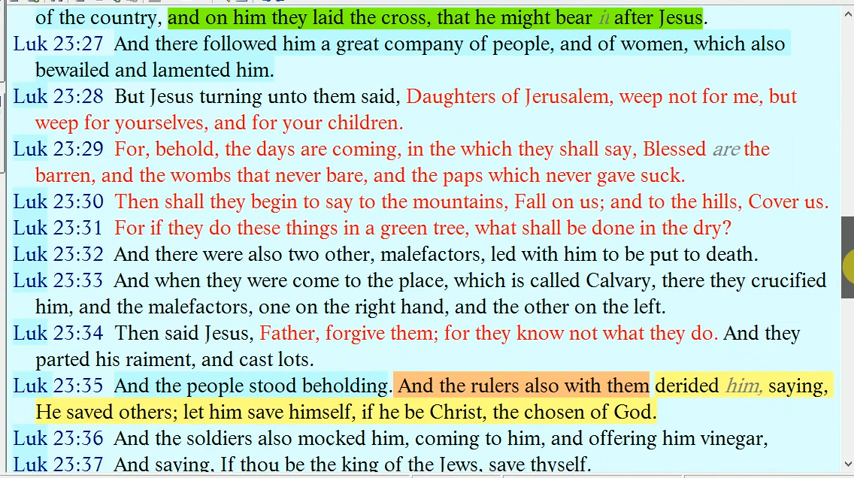 of the country, and on him they laid the cross, that he might bear it after Jesus.
Luk 23:27 And there followed him a great company of people, and of women, which also
bewailed and lamented him.
Luk 23:28 But Jesus turning unto them said, Daughters of Jerusalem, weep not for me, but
weep for yourselves, and for your children.
Luk 23:29 For, behold, the days are coming, in the which they shall say, Blessed are the
barren, and the wombs that never bare, and the paps which never gave suck.
Luk 23:30 Then shall they begin to say to the mountains, Fall on us; and to the hills, Cover us.
Luk 23:31 For if they do these things in a green tree, what shall be done in the dry?
Luk 23:32 And there were also two other, malefactors, led with him to be put to death.
Luk 23:33 And when they were come to the place, which is called Calvary, there they crucified
him, and the malefactors, one on the right hand, and the other on the left.
Luk 23:34 Then said Jesus, Father, forgive them; for they know not what they do. And they
parted his raiment, and cast lots.
Luk 23:35 And the people stood beholding. And the rulers also with them derided him, saying,
He saved others; let him save himself, if he be Christ, the chosen of God.
Luk 23:36 And the soldiers also mocked him, coming to him, and offering him vinegar,
Luk 23:37 And saying, If thou be the king of the Jews, save thyself.